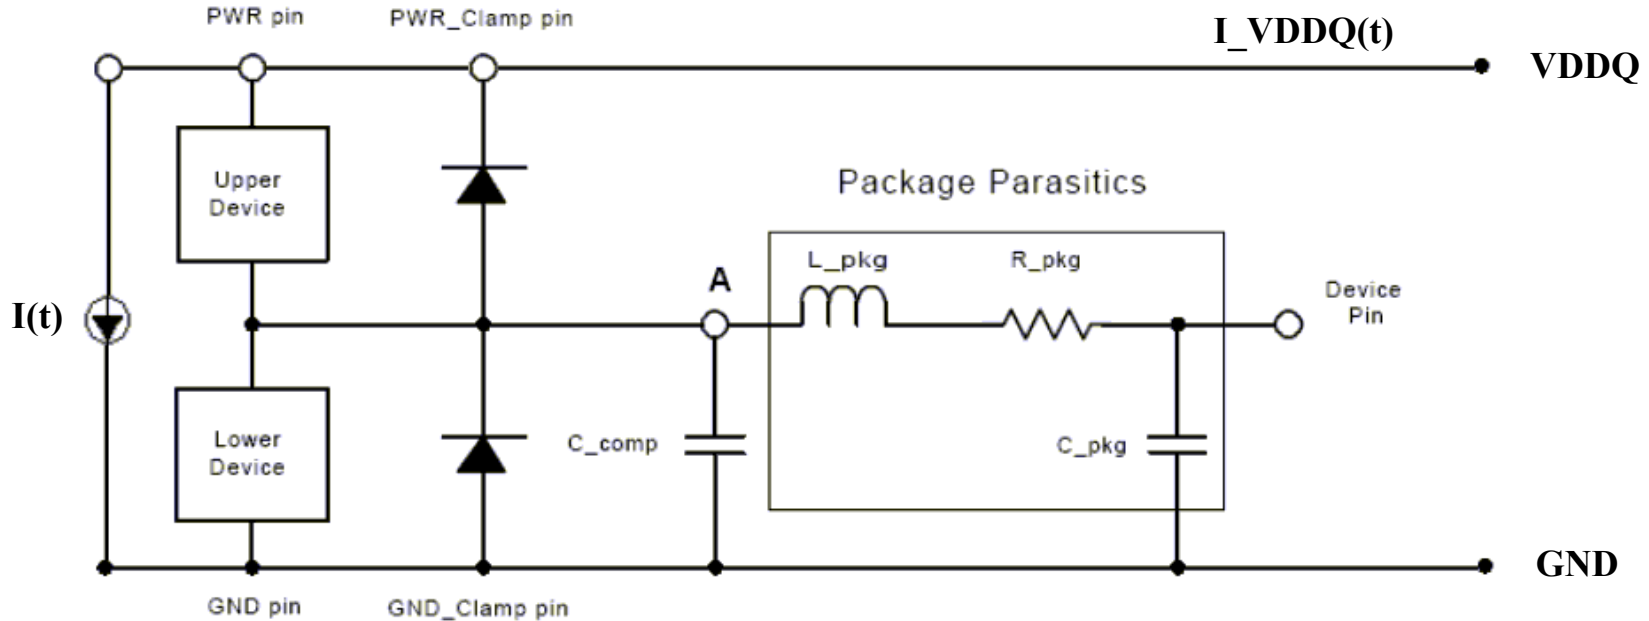 PWR pin
PWR_Clamp pin
I_VDDQ(t)
VDDQ
Upper
Device
Package Parasitics
L_pkg
R_pkg
A
Device
Pin
I(t)
Lower
Device
C_comp
C_pkg
GND
GND pin
GND_Clamp pin